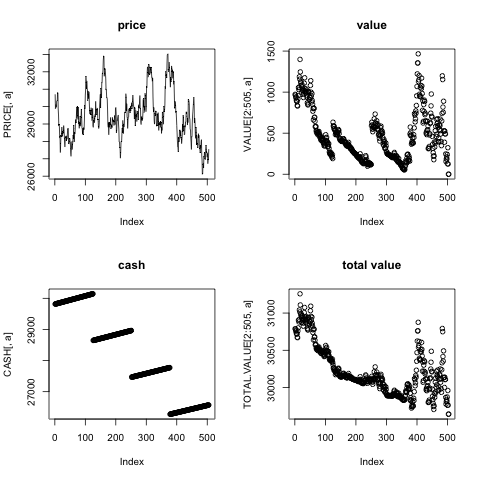 price
PRICE[, a]
26000 29000 32000
0 100 200 300 400 500
Index
value
VALUE[2:505, a]
0 500 1000 1500
0 100 200 300 400 500
Index
cash
CASH[, a]
27000 29000
0 100 200 300 400 500
Index
total value
TOTAL.VALUE[2:505, a]
30000 30500 31000
0 100 200 300 400 500
Index